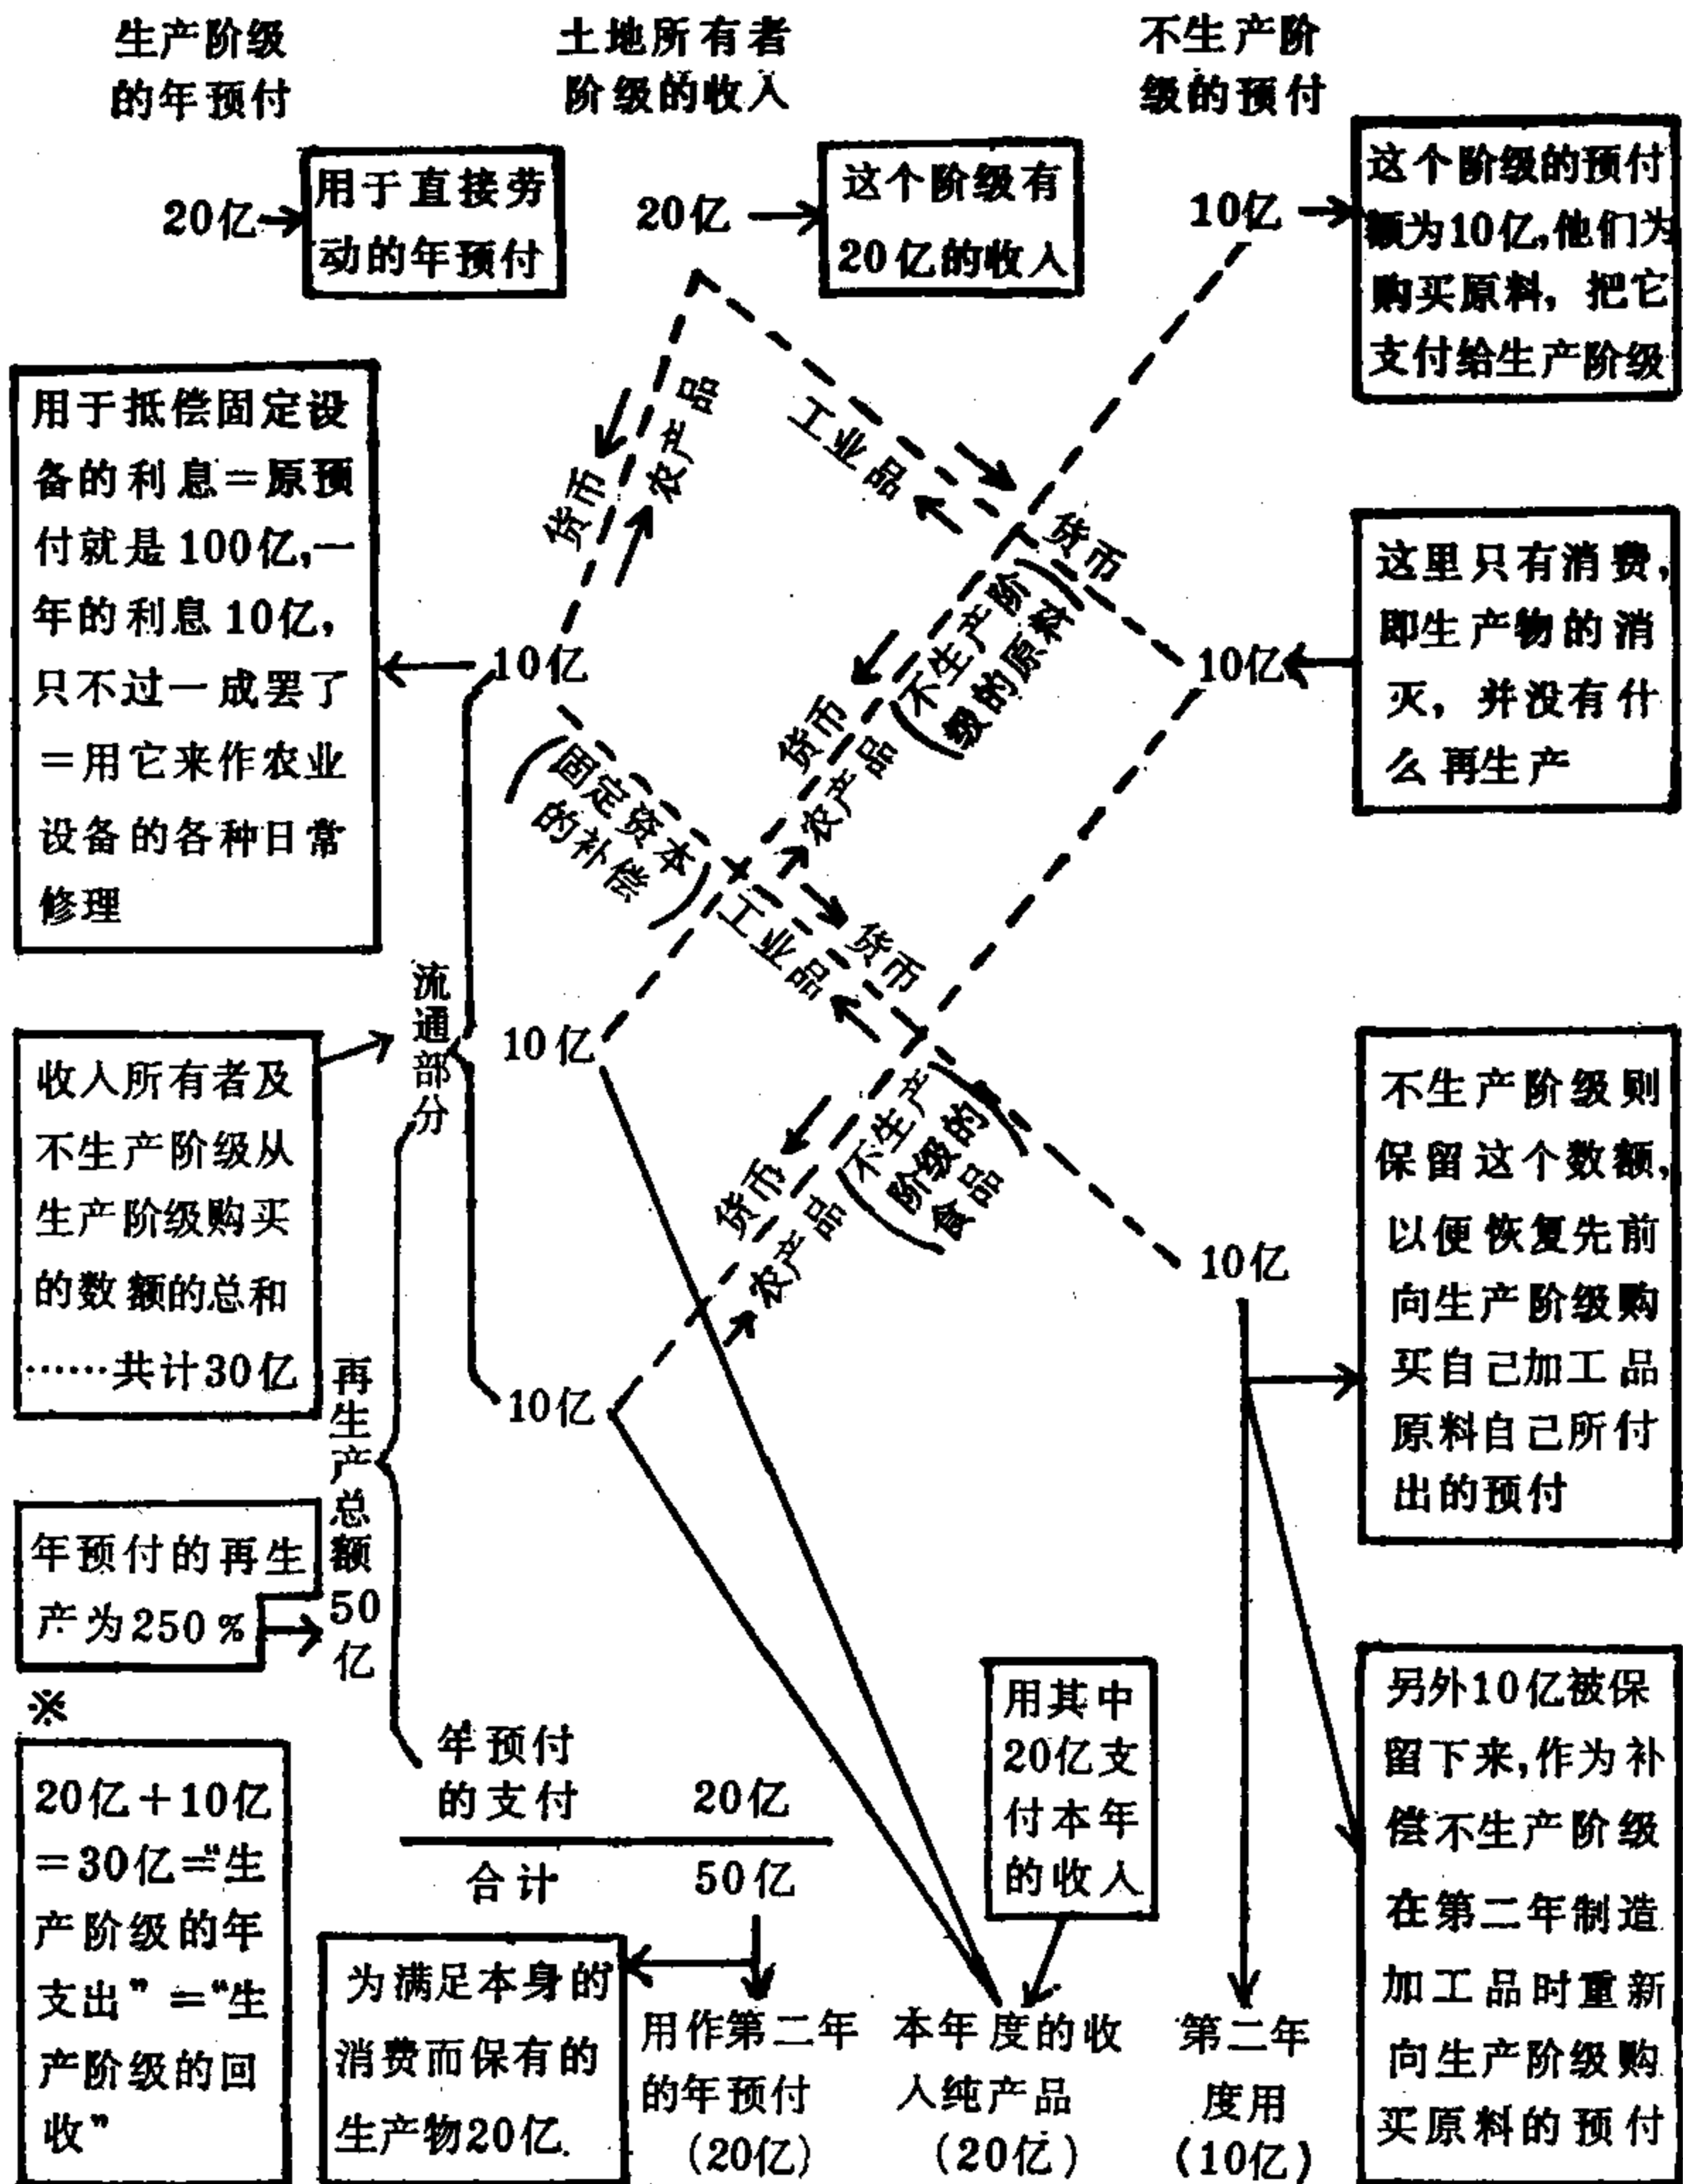 生产阶级
的年预付
土地所有者
阶级的收入
不生产阶
级的预付
20亿
用于直接劳
动的年预付
20亿
这个阶级有
20亿的收入
10亿
这个阶级的预付
额为10亿,他们为
购买原料，把它
支付给生产阶级
用于抵偿固定设
备的利息＝原预
付就是100亿,一
年的利息10亿,
只不过一成罢了
＝用它来作农业
设备的各种日常
修理
货币
农产品
工业品
货币
10亿
10亿
这里只有消费，
即生产物的消
灭，并没有什
么再生产
货币
农产品
(不生产阶
级的原料)
(固定资本
的补偿)
工业品
货币
流通部分
10亿
收入所有者及
不生产阶级从
生产阶级购买
的数额的总和
……共计30亿
货币
农产品
(不生产
阶级的
食品)
10亿
10亿
不生产阶级则
保留这个数额，
以便恢复先前
向生产阶级购
买自己加工品
原料自己所付
出的预付
再生产总额50亿
年预付的再生
产为250％
※
20亿＋10亿
＝30亿＝“生
产阶级的年
支出”＝“生
产阶级的回
收”
年预付
的支付 20亿
合计 50亿
用其中
20亿支
付本年
的收入
另外10亿被保
留下来,作为补
偿不生产阶级
在第二年制造
加工品时重新
向生产阶级购
买原料的预付
为满足本身的
消费而保有的
生产物20亿.
用作第二年
的年预付
(20亿)
本年度的收
入纯产品
(20亿)
第二年
度用
(10亿)